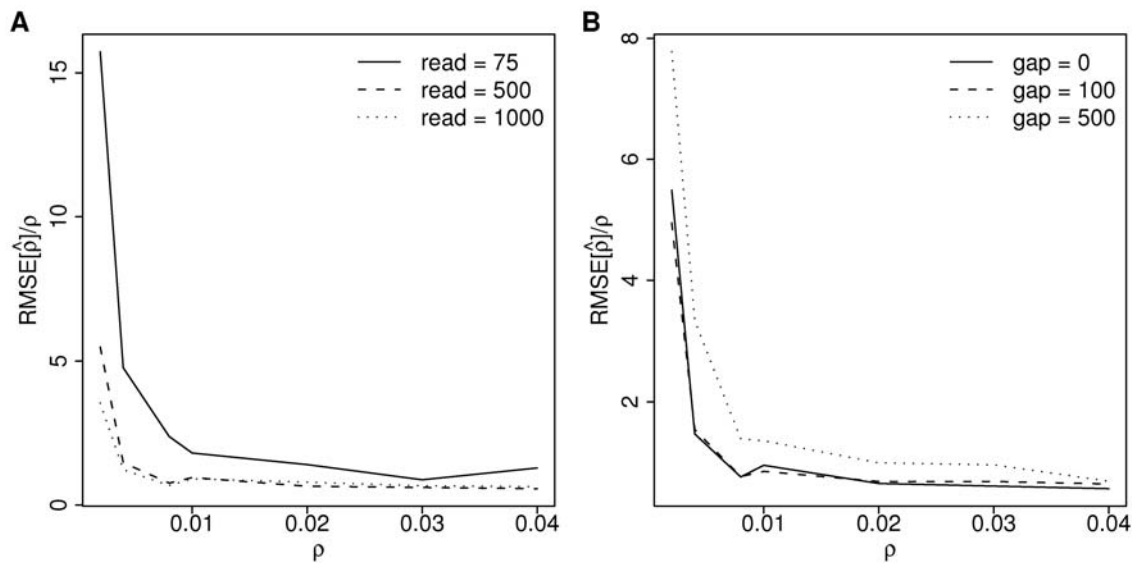 A
read = 75
read = 500
read = 1000
15
10
5
0
RMSE[ρ̂]/ρ
0.01
0.02
0.03
0.04
ρ
B
gap = 0
gap = 100
gap = 500
8
6
4
2
RMSE[ρ̂]/ρ
0.01
0.02
0.03
0.04
ρ